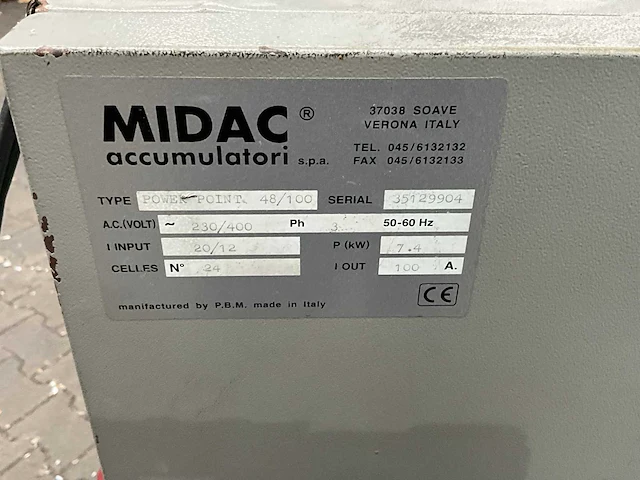 MIDAC ®
accumulatori s.p.a.
37038 SOAVE
VERONA ITALY
TEL. 045/6132132
FAX 045/6132133
TYPE POWER POINT 48/100 SERIAL 35129904
A.C.(VOLT) ~ 230/400 Ph 3 50-60 Hz
I INPUT 20/12 P (kW) 7.4
CELLES N° 24 I OUT 100 A.
CE
manifactured by P.B.M. made in Italy